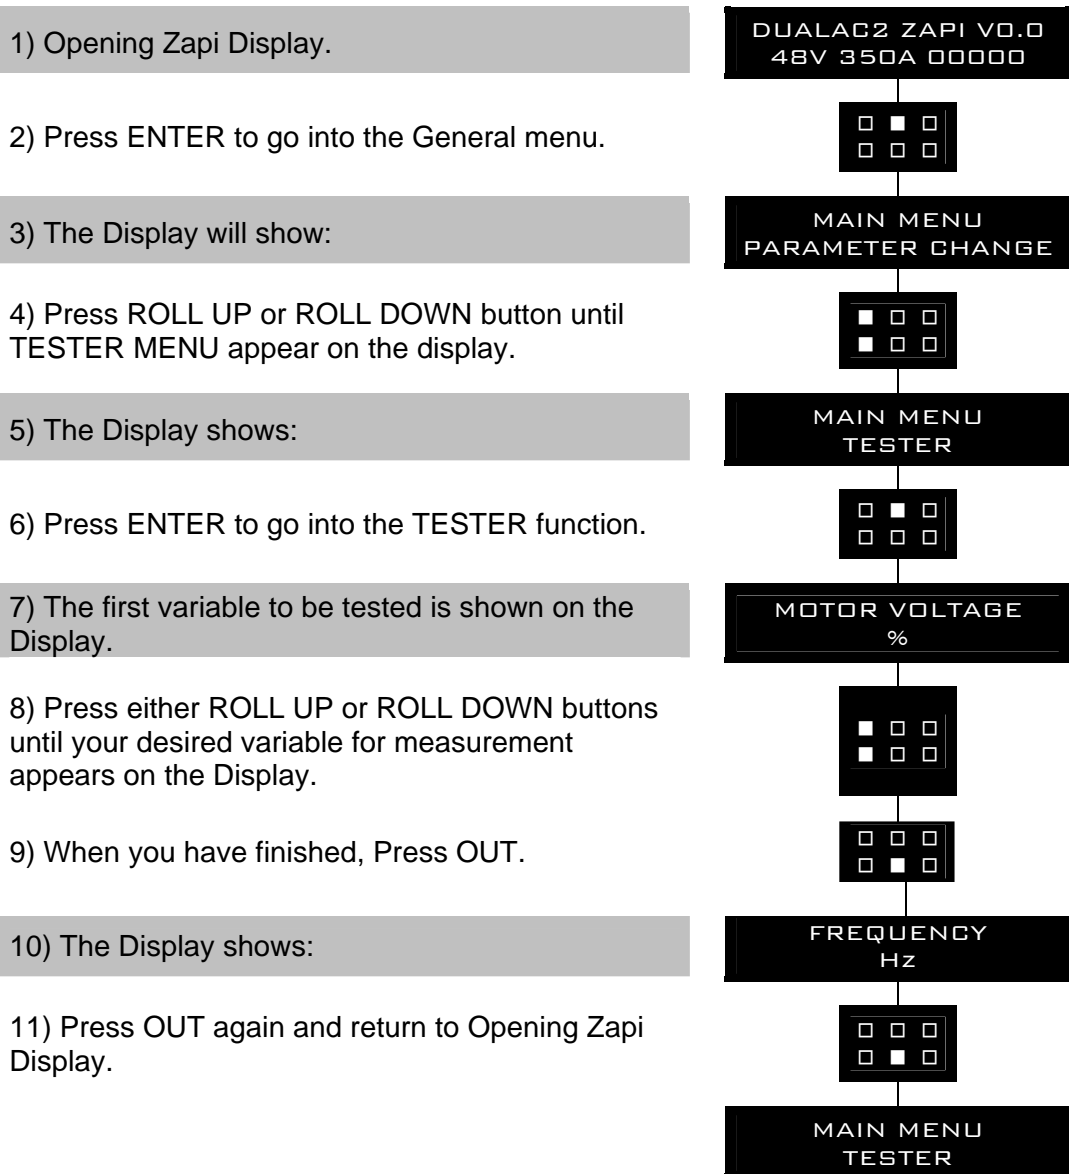 1) Opening Zapi Display.
DUALAC2 ZAPI V0.0
48V 350A 00000
2) Press ENTER to go into the General menu.
3) The Display will show:
MAIN MENU
PARAMETER CHANGE
4) Press ROLL UP or ROLL DOWN button until
TESTER MENU appear on the display.
5) The Display shows:
MAIN MENU
TESTER
6) Press ENTER to go into the TESTER function.
7) The first variable to be tested is shown on the
Display.
MOTOR VOLTAGE
%
8) Press either ROLL UP or ROLL DOWN buttons
until your desired variable for measurement
appears on the Display.
9) When you have finished, Press OUT.
10) The Display shows:
FREQUENCY
Hz
11) Press OUT again and return to Opening Zapi
Display.
MAIN MENU
TESTER